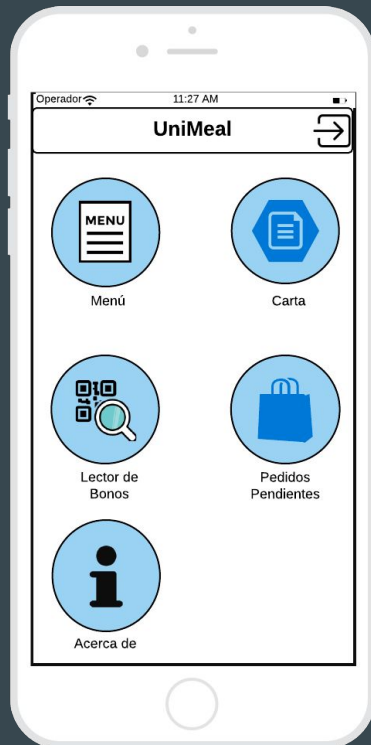 Operador 11:27 AM
UniMeal
MENU
Menú
Carta
Lector de
Bonos
Pedidos
Pendientes
Acerca de